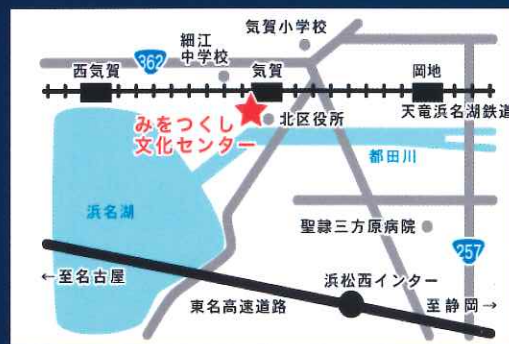 気賀小学校
362
細江
中学校
西気賀
気賀
岡地
天竜浜名湖鉄道
みをつくし
文化センター
北区役所
都田川
浜名湖
聖隷三方原病院
257
←至名古屋
浜松西インター
東名高速道路
至静岡→